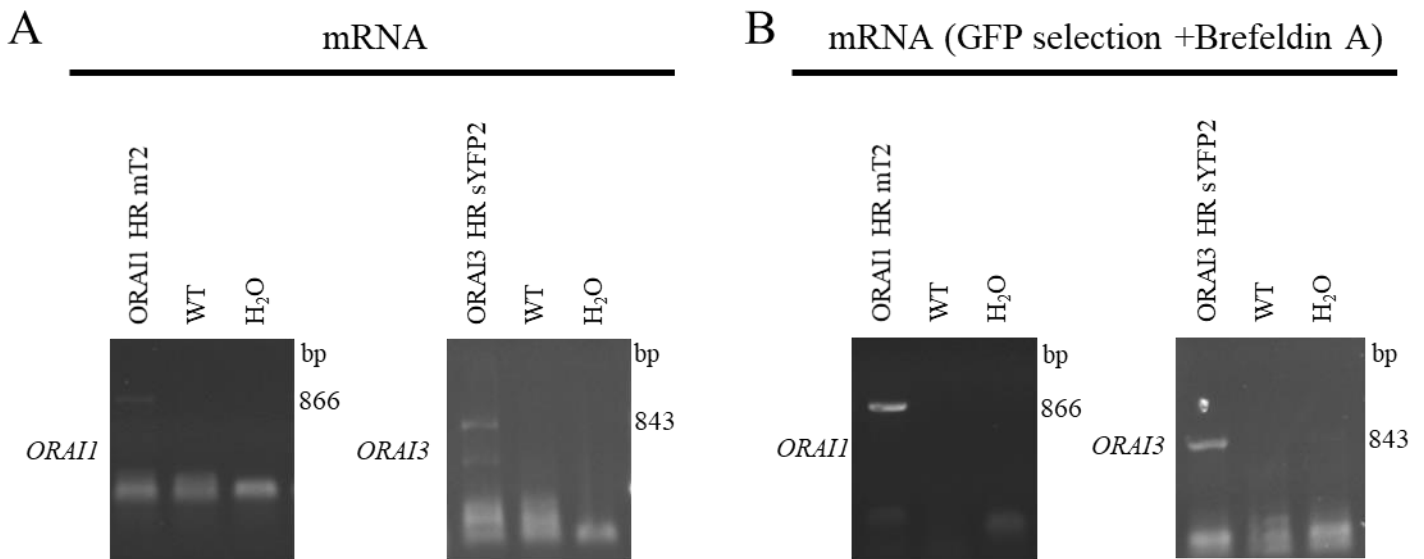 A
mRNA
ORAI1 HR mT2
WT
H₂O
ORAI3 HR sYFP2
WT
H₂O
bp
866
ORAI1
bp
843
ORAI3
B
mRNA (GFP selection +Brefeldin A)
ORAI1 HR mT2
WT
H₂O
ORAI3 HR sYFP2
WT
H₂O
bp
866
ORAI1
bp
843
ORAI3